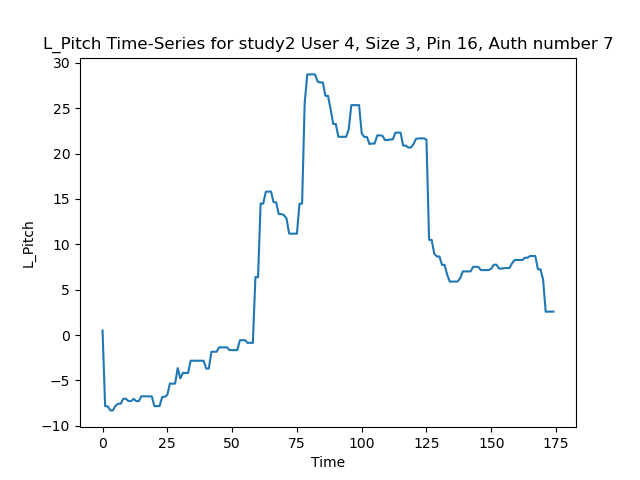 L_Pitch Time-Series for study2 User 4, Size 3, Pin 16, Auth number 7
30
25
20
15
10
5
0
−5
−10
L_Pitch
0 25 50 75 100 125 150 175
Time